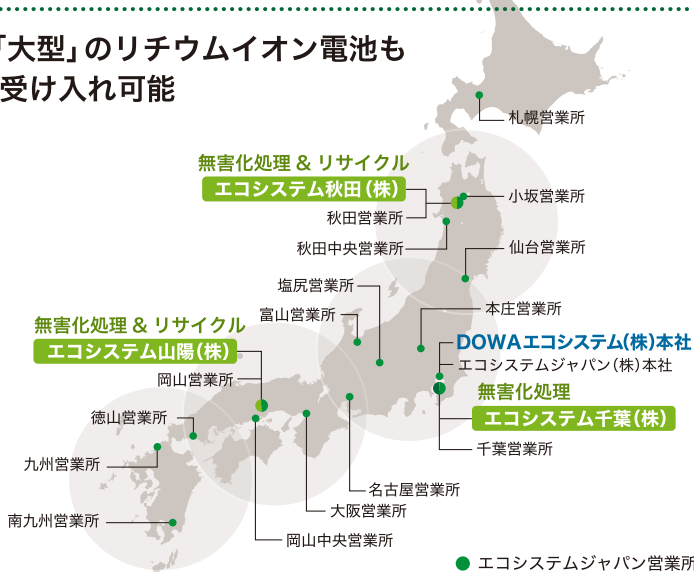 「大型」のリチウムイオン電池も
受け入れ可能
札幌営業所
無害化処理 & リサイクル
エコシステム秋田(株)
小坂営業所
秋田営業所
秋田中央営業所
仙台営業所
塩尻営業所
富山営業所
本庄営業所
無害化処理 & リサイクル
エコシステム山陽(株)
DOWAエコシステム(株)本社
エコシステムジャパン(株)本社
岡山営業所
無害化処理
エコシステム千葉(株)
徳山営業所
千葉営業所
九州営業所
名古屋営業所
大阪営業所
南九州営業所
岡山中央営業所
エコシステムジャパン営業所